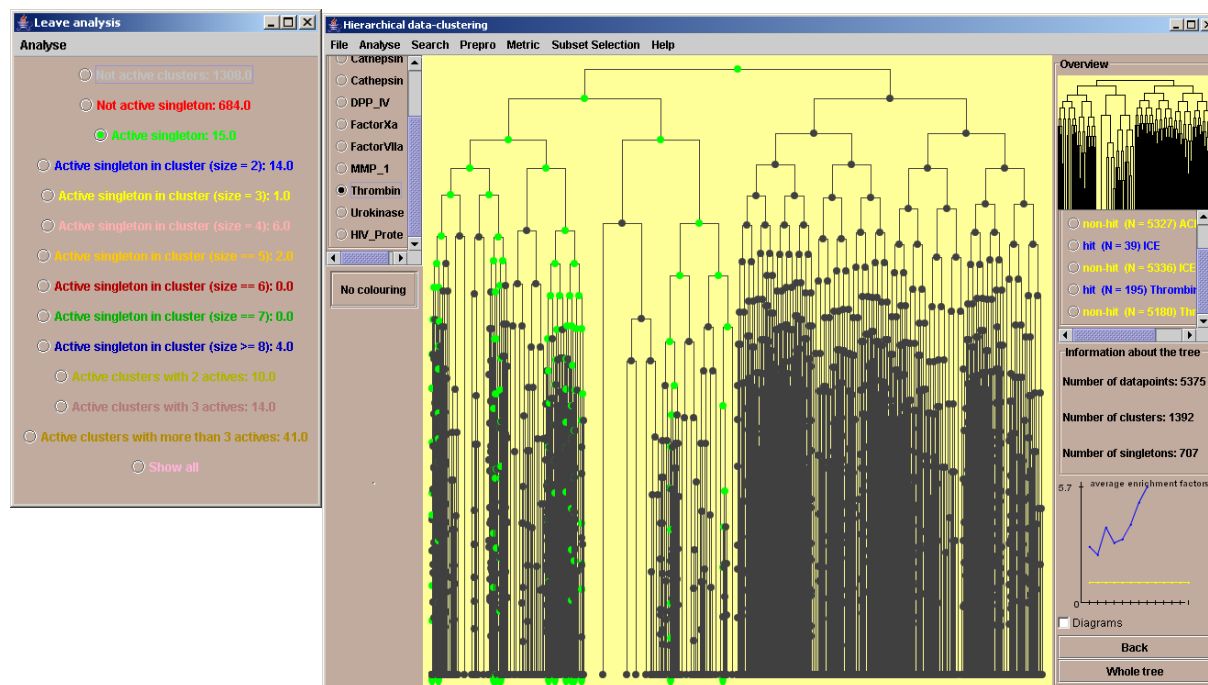 Leave analysis
Analyse
Not active clusters: 1308.0
Not active singleton: 684.0
Active singleton: 15.0
Active singleton in cluster (size = 2): 14.0
Active singleton in cluster (size = 3): 1.0
Active singleton in cluster (size = 4): 6.0
Active singleton in cluster (size == 5): 2.0
Active singleton in cluster (size == 6): 0.0
Active singleton in cluster (size == 7): 0.0
Active singleton in cluster (size >= 8): 4.0
Active clusters with 2 actives: 10.0
Active clusters with 3 actives: 14.0
Active clusters with more than 3 actives: 41.0
Show all
Hierarchical data-clustering
File Analyse Search Prepro Metric Subset Selection Help
Cathepsin
Cathepsin
DPP_IV
FactorXa
FactorVIIa
MMP_1
Thrombin
Urokinase
HIV_Prote
No colouring
Overview
non-hit (N = 5327) ACE
hit (N = 39) ICE
non-hit (N = 5336) ICE
hit (N = 195) Thrombin
non-hit (N = 5180) Thr
Information about the tree
Number of datapoints: 5375
Number of clusters: 1392
Number of singletons: 707
5.7
average enrichment factors
0
Diagrams
Back
Whole tree